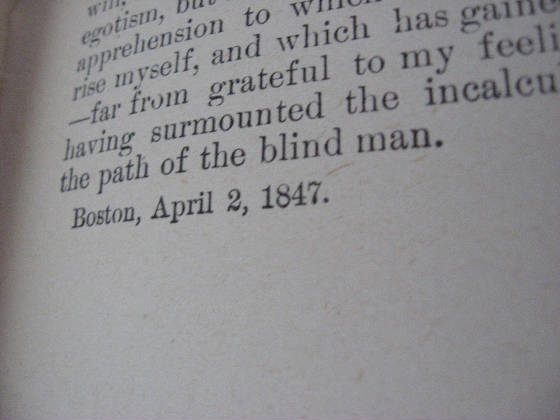 will,
egotism, but
apprehension to which
rise myself, and which has gaine
—far from grateful to my feeli
having surmounted the incalcu
the path of the blind man.
Boston, April 2, 1847.